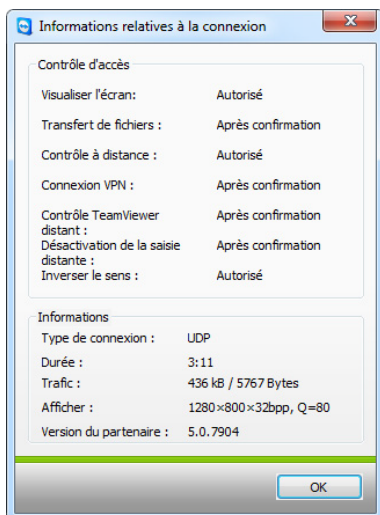 Informations relatives à la connexion
Contrôle d'accès
Visualiser l'écran: Autorisé
Transfert de fichiers : Après confirmation
Contrôle à distance : Autorisé
Connexion VPN : Après confirmation
Contrôle TeamViewer distant : Après confirmation
Désactivation de la saisie distante : Après confirmation
Inverser le sens : Autorisé
Informations
Type de connexion : UDP
Durée : 3:11
Trafic : 436 kB / 5767 Bytes
Afficher : 1280×800×32bpp, Q=80
Version du partenaire : 5.0.7904
OK